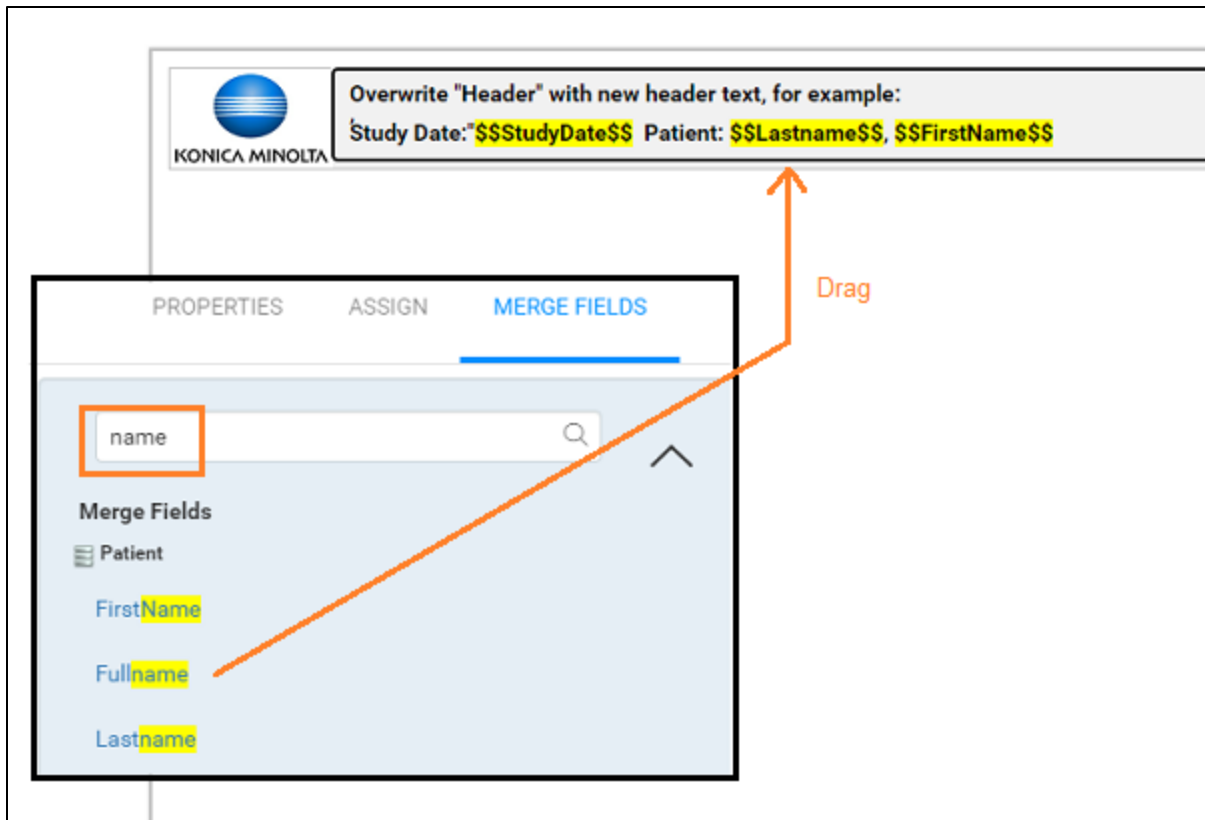 KONICA MINOLTA
Overwrite "Header" with new header text, for example:
'Study Date:"$$StudyDate$$  Patient: $$Lastname$$, $$FirstName$$
Drag
PROPERTIES ASSIGN MERGE FIELDS
name
Merge Fields
Patient
FirstName
Fullname
Lastname